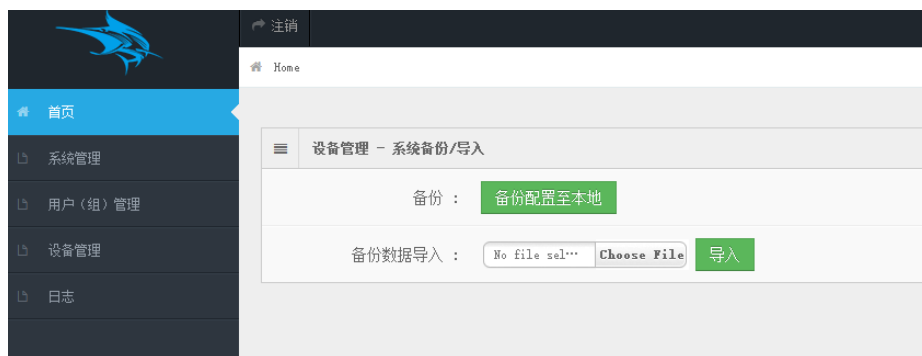 注销
Home
首页
系统管理
用户（组）管理
设备管理
日志
设备管理 - 系统备份/导入
备份 ： 备份配置至本地
备份数据导入 ： No file sel… Choose File 导入